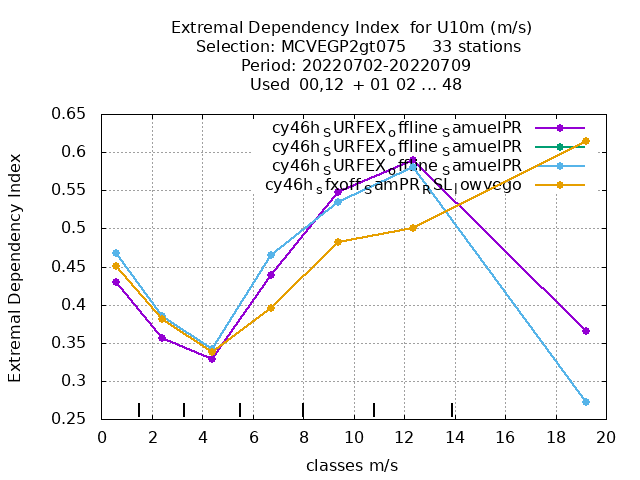 Extremal Dependency Index for U10m (m/s)
Selection: MCVEGP2gt075 33 stations
Period: 20220702-20220709
Used 00,12 + 01 02 ... 48
cy46h_SURFEX_offline_SamuelPR
cy46h_SURFEX_offline_SamuelPR
cy46h_SURFEX_offline_SamuelPR
cy46h_sfxoff_SamPR_RSL_lowvego
Extremal Dependency Index
0.65
0.6
0.55
0.5
0.45
0.4
0.35
0.3
0.25
0 2 4 6 8 10 12 14 16 18 20
classes m/s